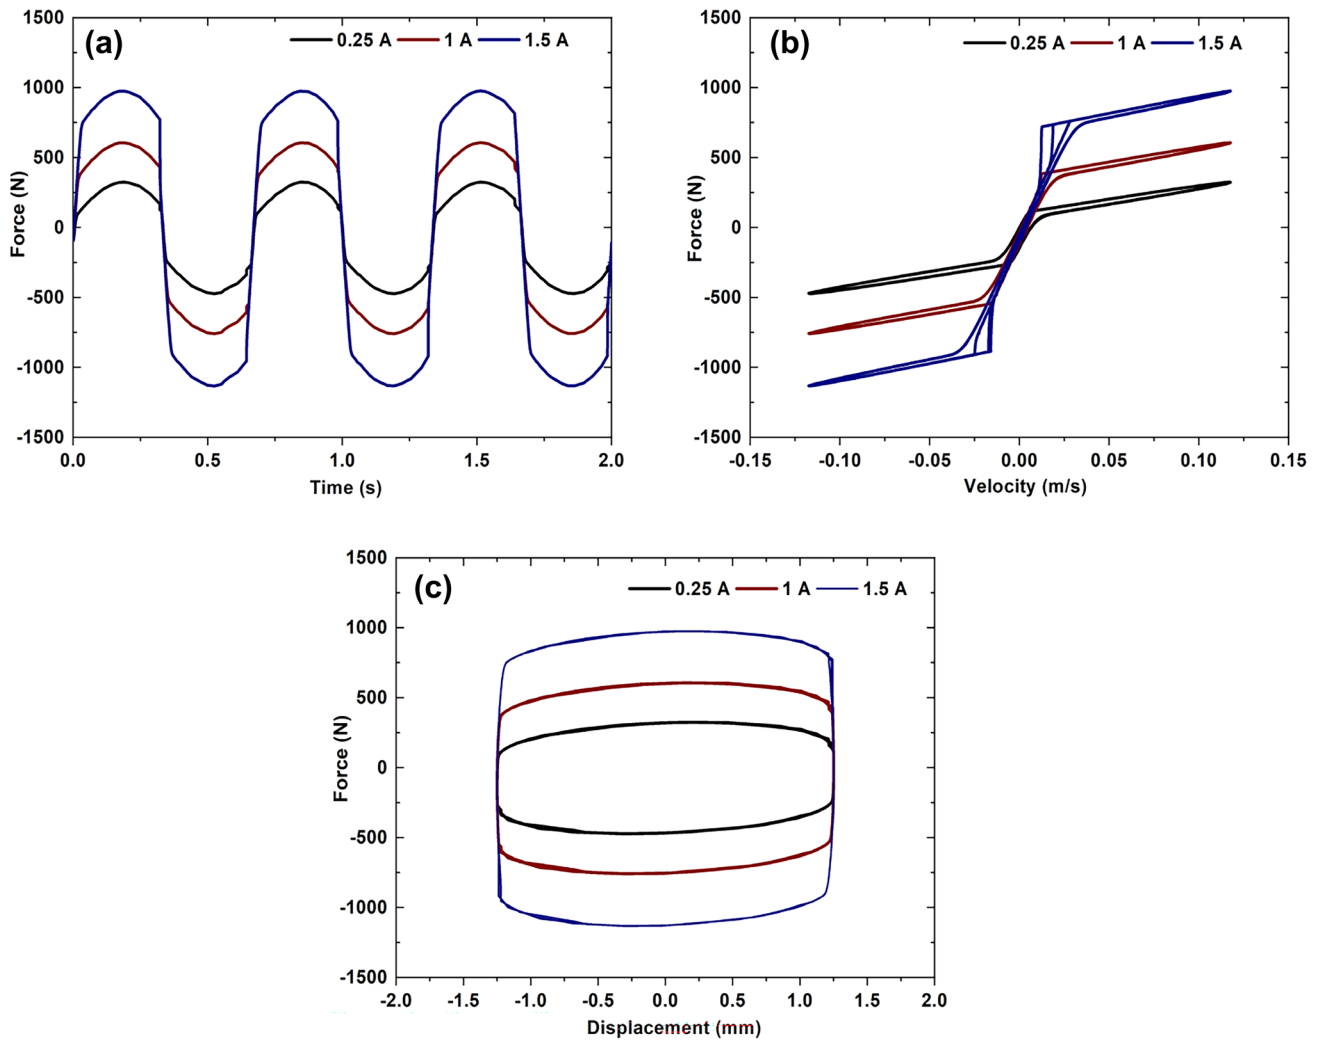 (a)
0.25 A 1 A 1.5 A
1500
1000
500
0
-500
-1000
-1500
Force (N)
0.0 0.5 1.0 1.5 2.0
Time (s)
(b)
0.25 A 1 A 1.5 A
1500
1000
500
0
-500
-1000
-1500
Force (N)
-0.15 -0.10 -0.05 0.00 0.05 0.10 0.15
Velocity (m/s)
(c)
0.25 A 1 A 1.5 A
1500
1000
500
0
-500
-1000
-1500
Force (N)
-2.0 -1.5 -1.0 -0.5 0.0 0.5 1.0 1.5 2.0
Displacement (mm)